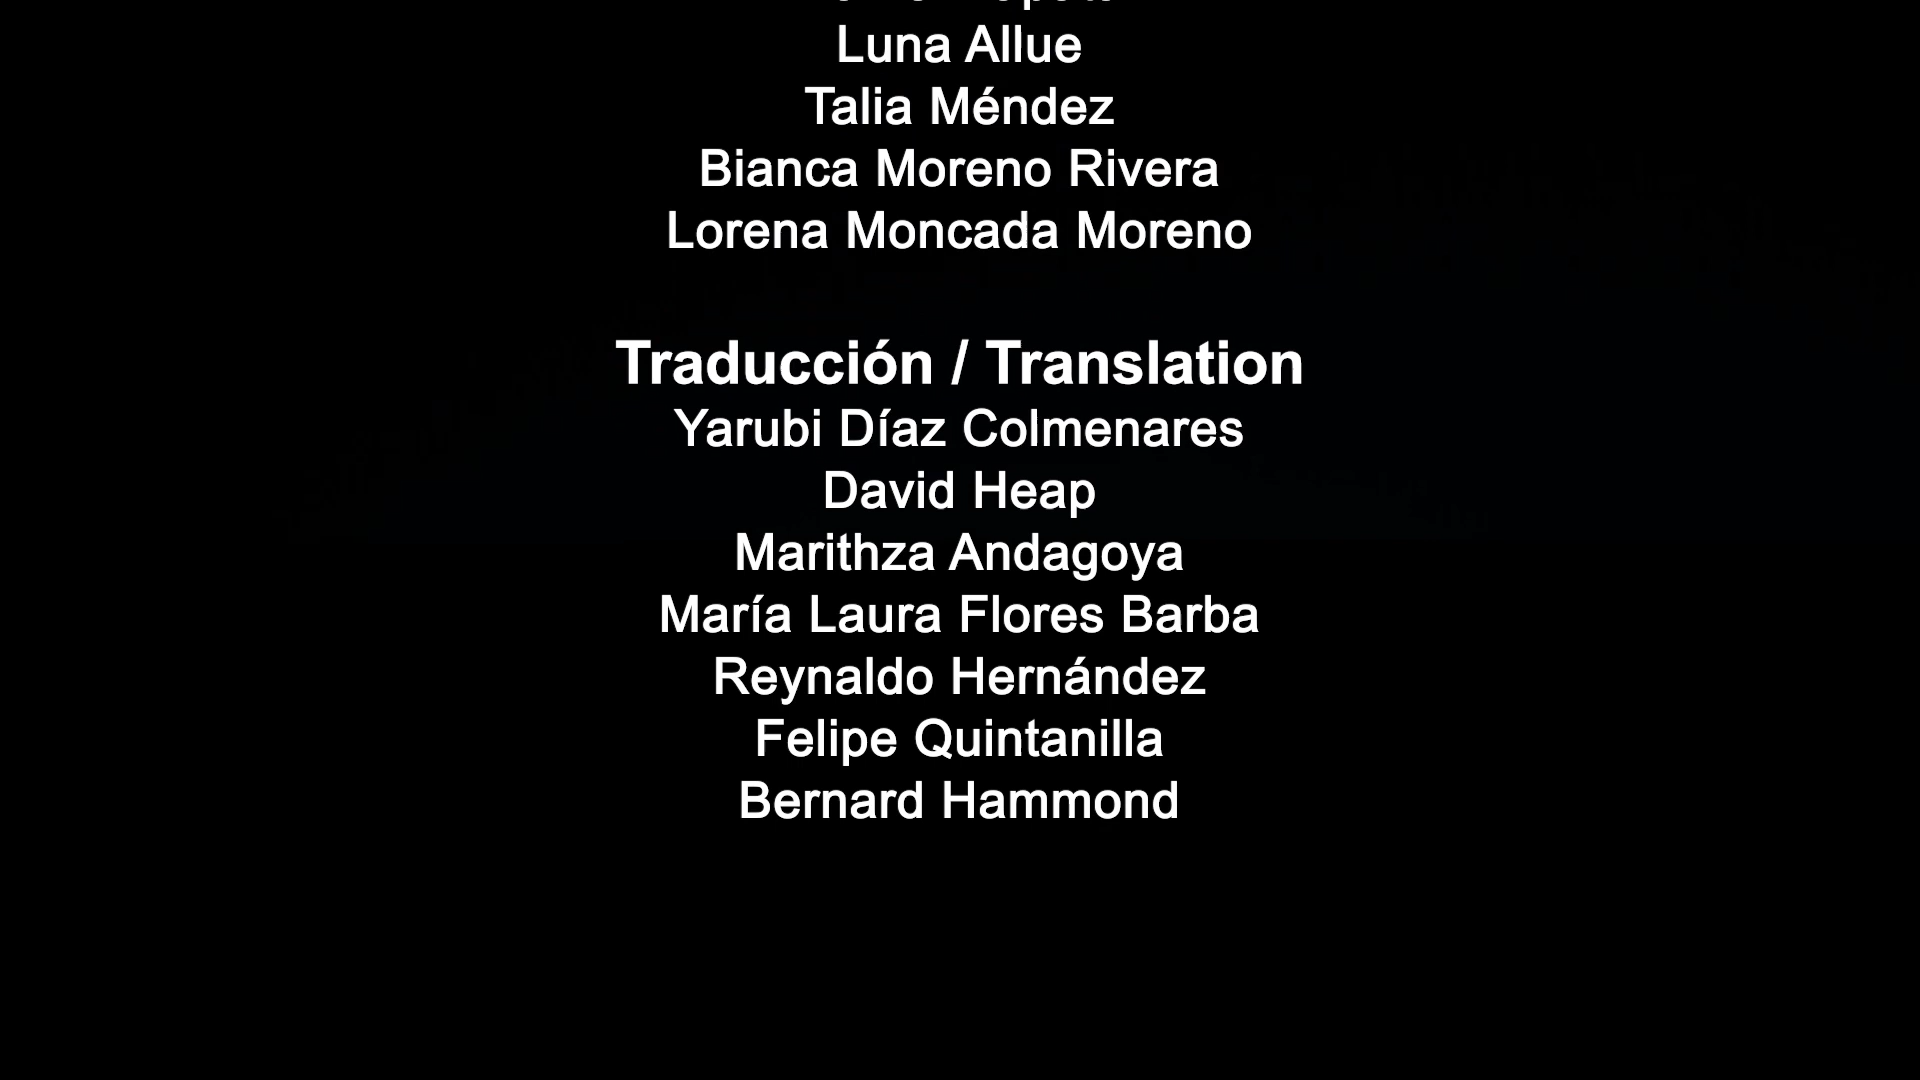 Luna Allue
Talia Méndez
Bianca Moreno Rivera
Lorena Moncada Moreno
Traducción / Translation
Yarubi Díaz Colmenares
David Heap
Marithza Andagoya
María Laura Flores Barba
Reynaldo Hernández
Felipe Quintanilla
Bernard Hammond